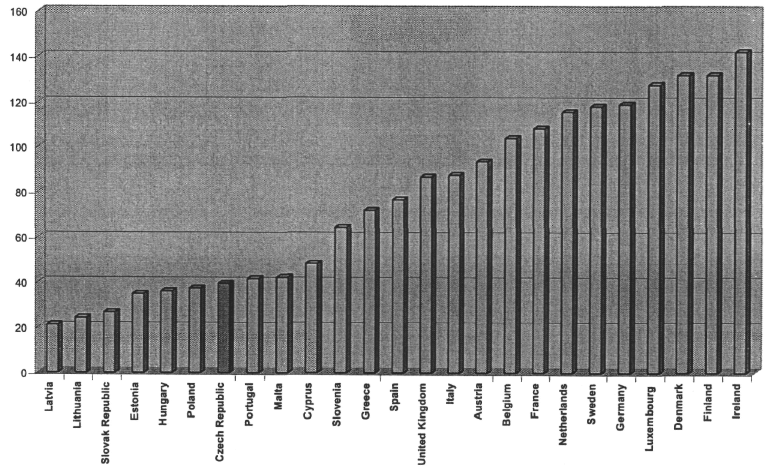 160
140
120
100
80
60
40
20
0
Latvia
Lithuania
Slovak Republic
Estonia
Hungary
Poland
Czech Republic
Portugal
Malta
Cyprus
Slovenia
Greece
Spain
United Kingdom
Italy
Austria
Belgium
France
Netherlands
Sweden
Germany
Luxembourg
Denmark
Finland
Ireland